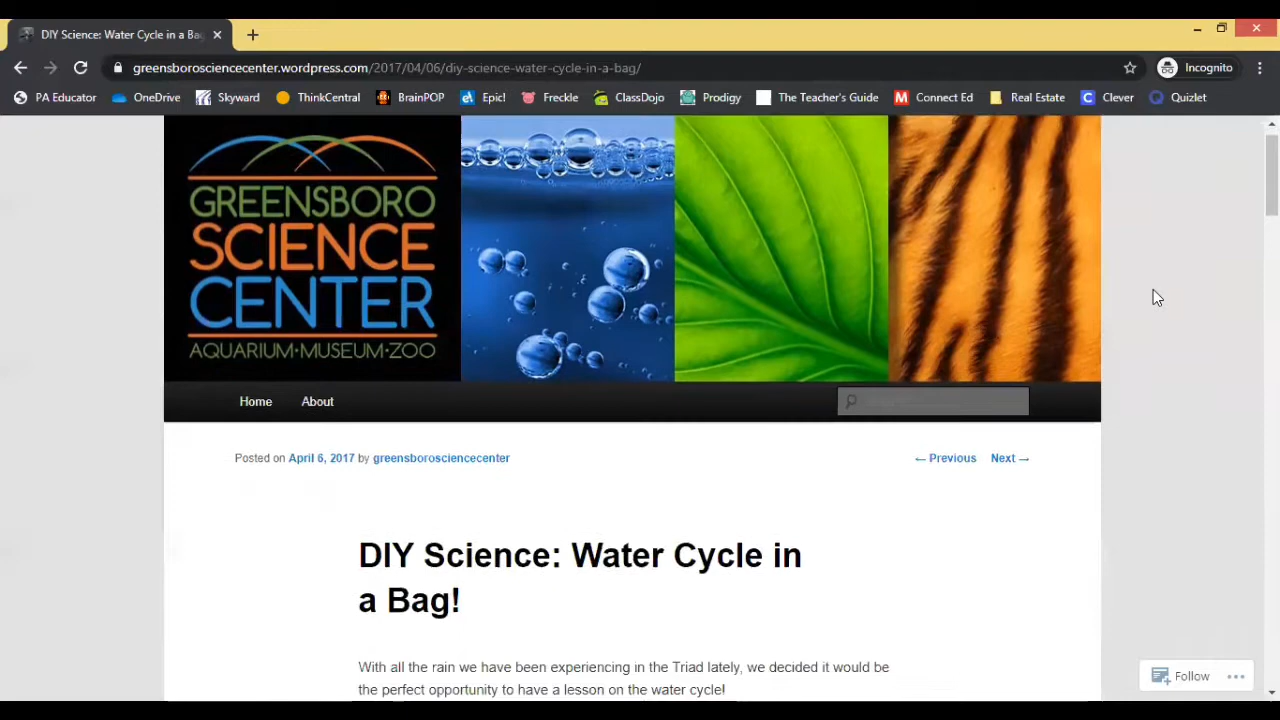 DIY Science: Water Cycle in a Ba
greensborosciencecenter.wordpress.com/2017/04/06/diy-science-water-cycle-in-a-bag/
Incognito
PA Educator OneDrive Skyward ThinkCentral BrainPOP Epic! Freckle ClassDojo Prodigy The Teacher's Guide Connect Ed Real Estate Clever Quizlet
GREENSBORO
SCIENCE
CENTER
AQUARIUM•MUSEUM•ZOO
Home About
Posted on April 6, 2017 by greensborosciencecenter
← Previous Next →
DIY Science: Water Cycle in
a Bag!
With all the rain we have been experiencing in the Triad lately, we decided it would be
the perfect opportunity to have a lesson on the water cycle!
Follow